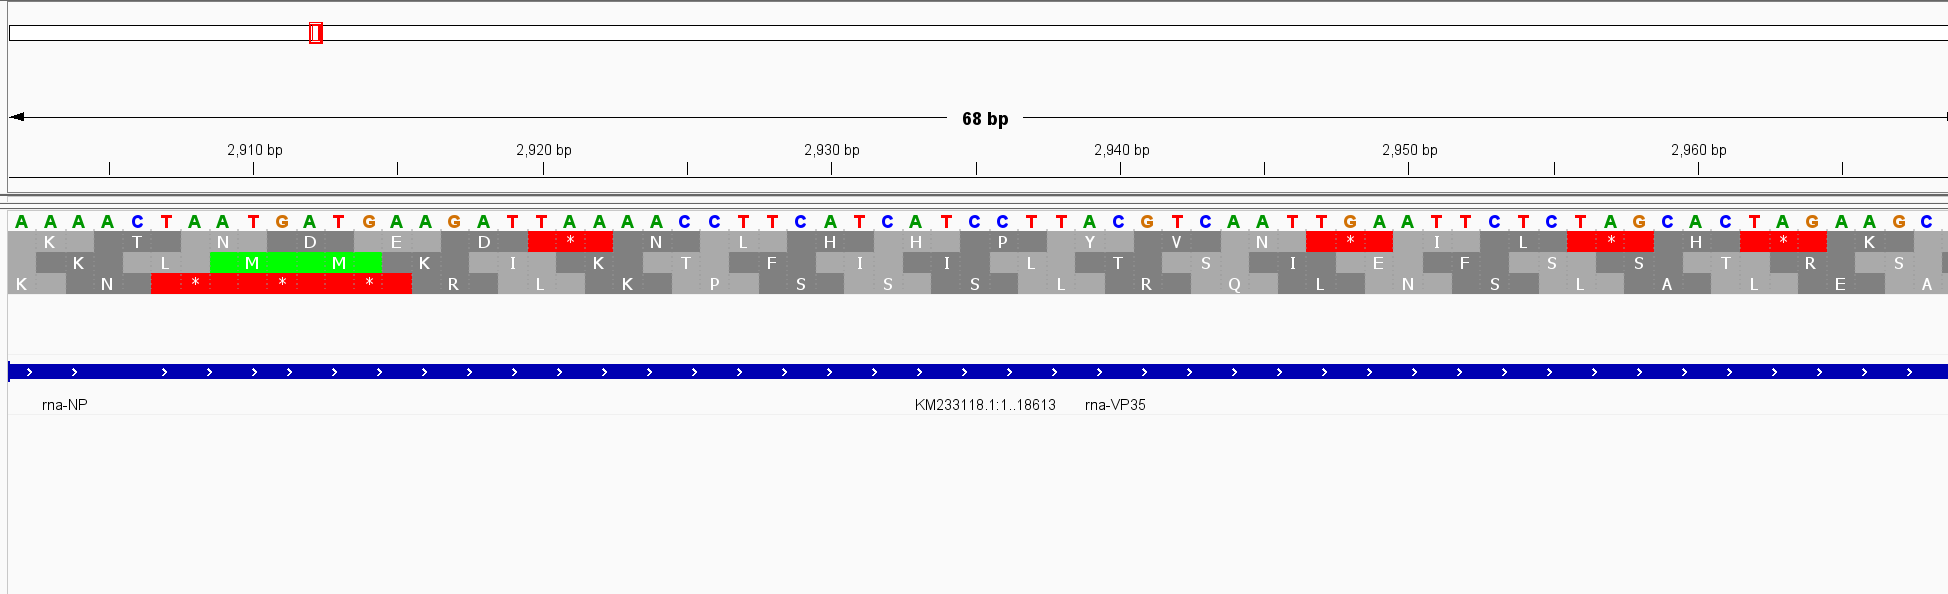 68 bp
2,910 bp 2,920 bp 2,930 bp 2,940 bp 2,950 bp 2,960 bp
A A A A C T A A T G A T G A A G A T T A A A A C C T T C A T C A T C C T T A C G T C A A T T G A A T T C T C T A G C A C T A G A A G C
K T N D E D * N L H H P Y V N * I L * H * K
K L M M K I K T F I I L T S I E F S S T R S
K N * * * R L K P S S S L R Q L N S L A L E A
rna-NP KM233118.1:1..18613 rna-VP35